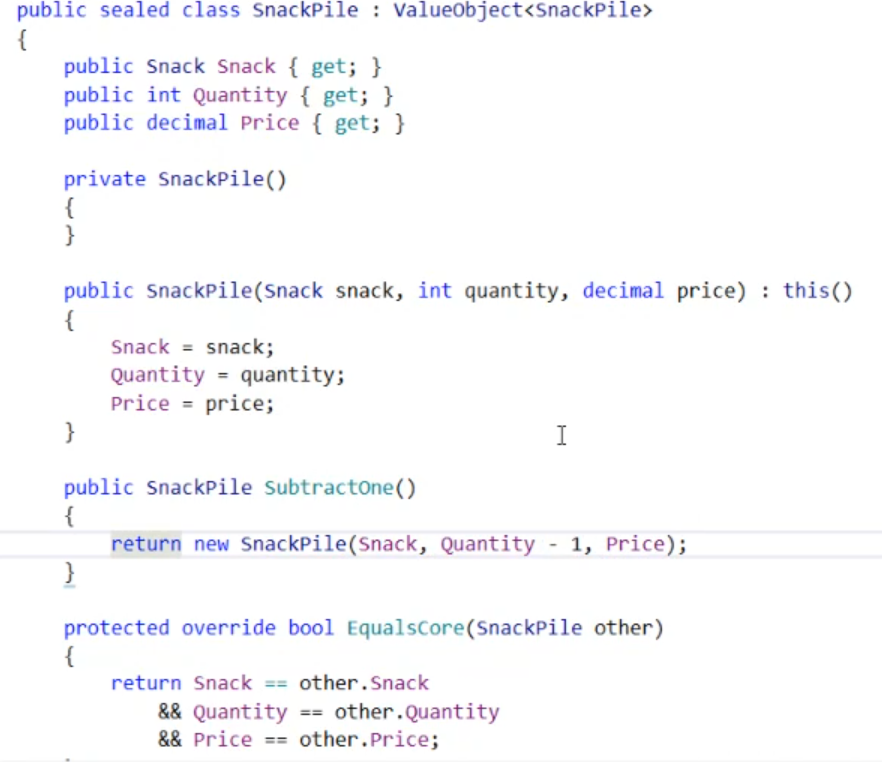 public sealed class SnackPile : ValueObject<SnackPile>
{
    public Snack Snack { get; }
    public int Quantity { get; }
    public decimal Price { get; }

    private SnackPile()
    {
    }

    public SnackPile(Snack snack, int quantity, decimal price) : this()
    {
        Snack = snack;
        Quantity = quantity;
        Price = price;
    }

    public SnackPile SubtractOne()
    {
        return new SnackPile(Snack, Quantity - 1, Price);
    }

    protected override bool EqualsCore(SnackPile other)
    {
        return Snack == other.Snack
            && Quantity == other.Quantity
            && Price == other.Price;